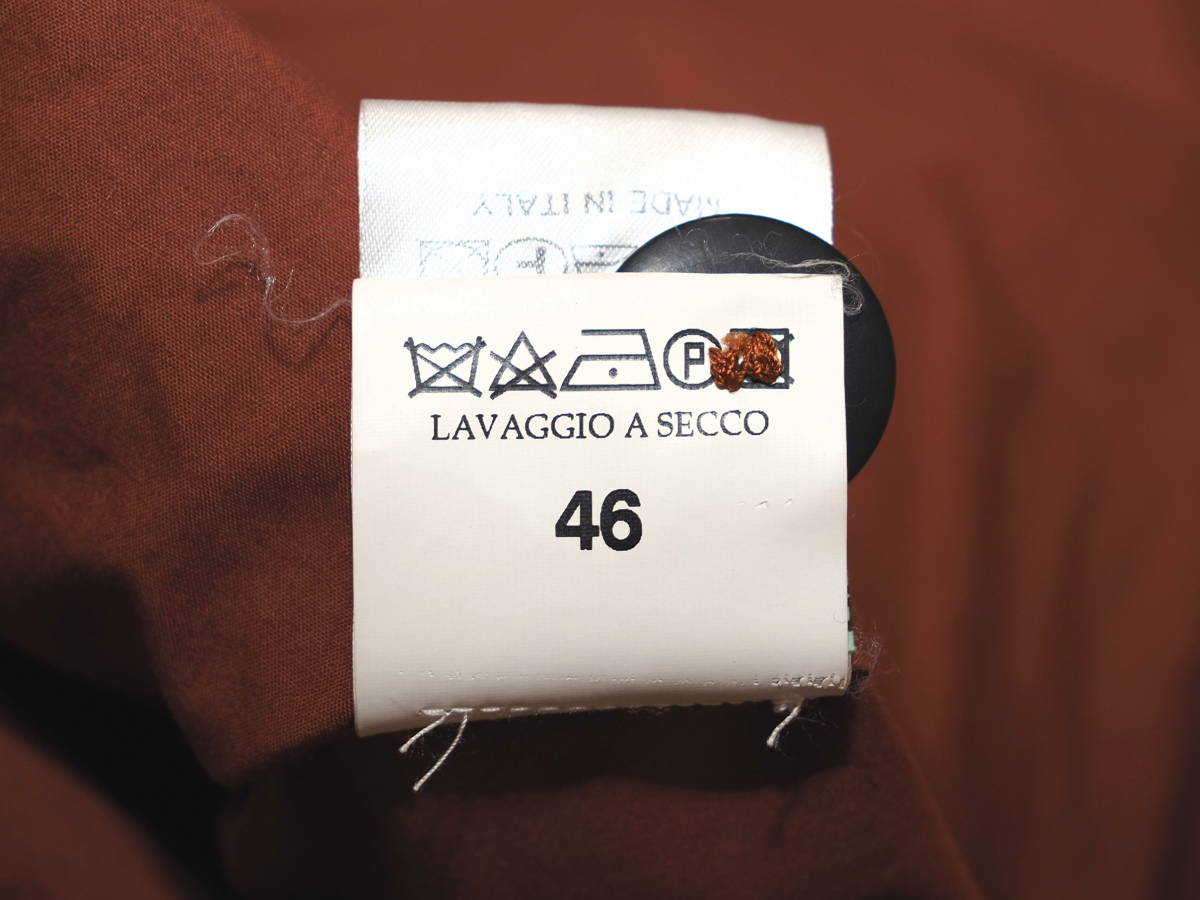 MADE IN ITALY
P
LAVAGGIO A SECCO
46